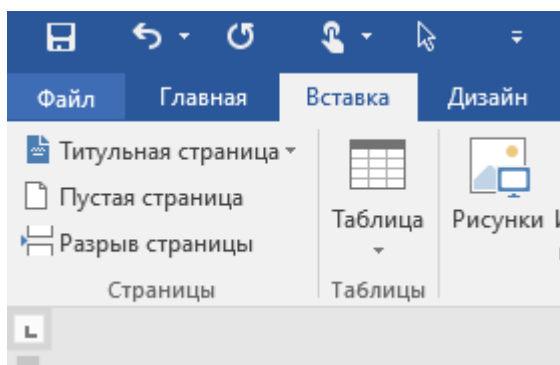 Файл Главная Вставка Дизайн
Титульная страница
Пустая страница
Разрыв страницы
Таблица
Рисунки
Страницы Таблицы